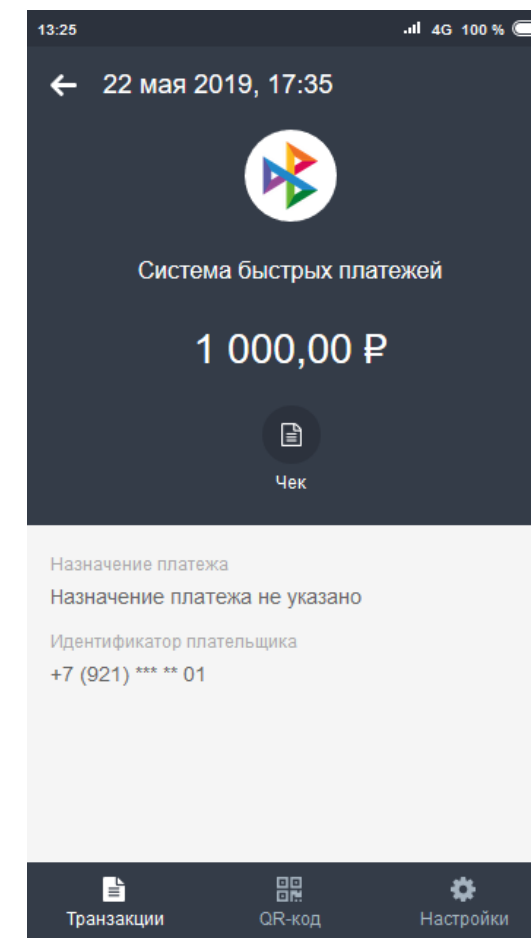 13:25 4G 100 %
22 мая 2019, 17:35
Система быстрых платежей
1 000,00 ₽
Чек
Назначение платежа
Назначение платежа не указано
Идентификатор плательщика
+7 (921) *** ** 01
Транзакции QR-код Настройки